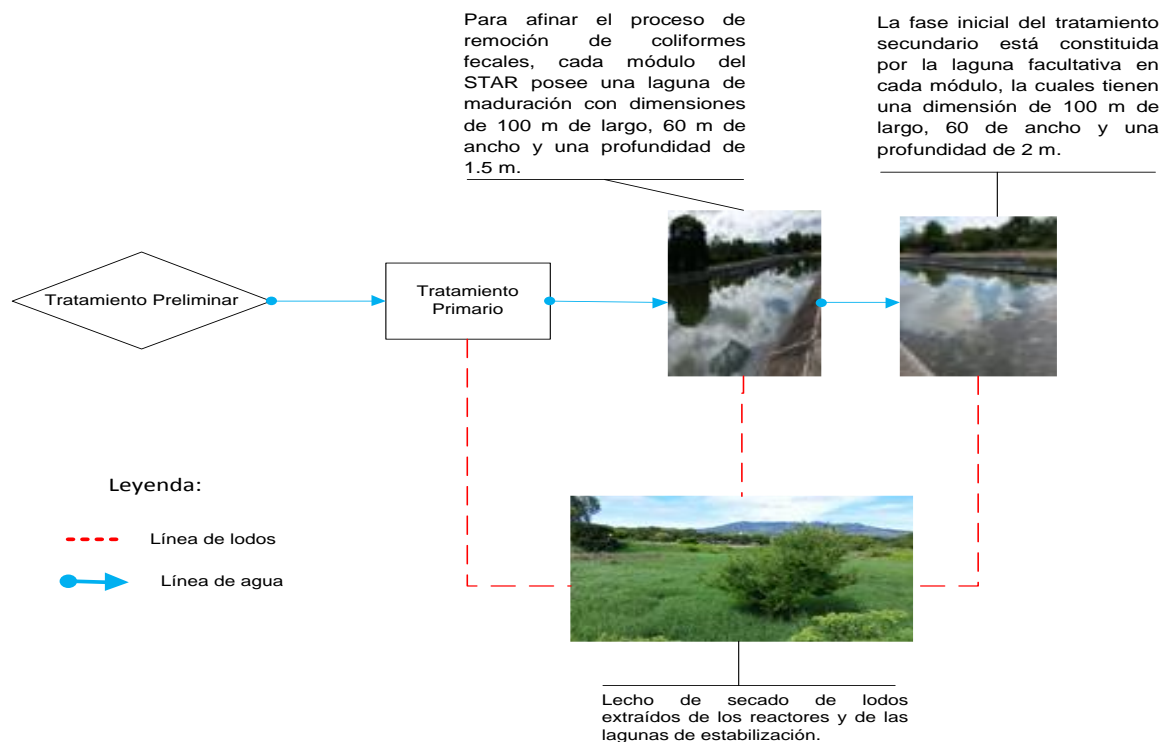 Para afinar el proceso de
remoción de coliformes
fecales, cada módulo del
STAR posee una laguna de
maduración con dimensiones
de 100 m de largo, 60 m de
ancho y una profundidad de
1.5 m.
La fase inicial del tratamiento
secundario está constituida
por la laguna facultativa en
cada módulo, la cuales tienen
una dimensión de 100 m de
largo, 60 de ancho y una
profundidad de 2 m.
Tratamiento Preliminar
Tratamiento
Primario
Leyenda:
Línea de lodos
Línea de agua
Lecho de secado de lodos
extraídos de los reactores y de las
lagunas de estabilización.